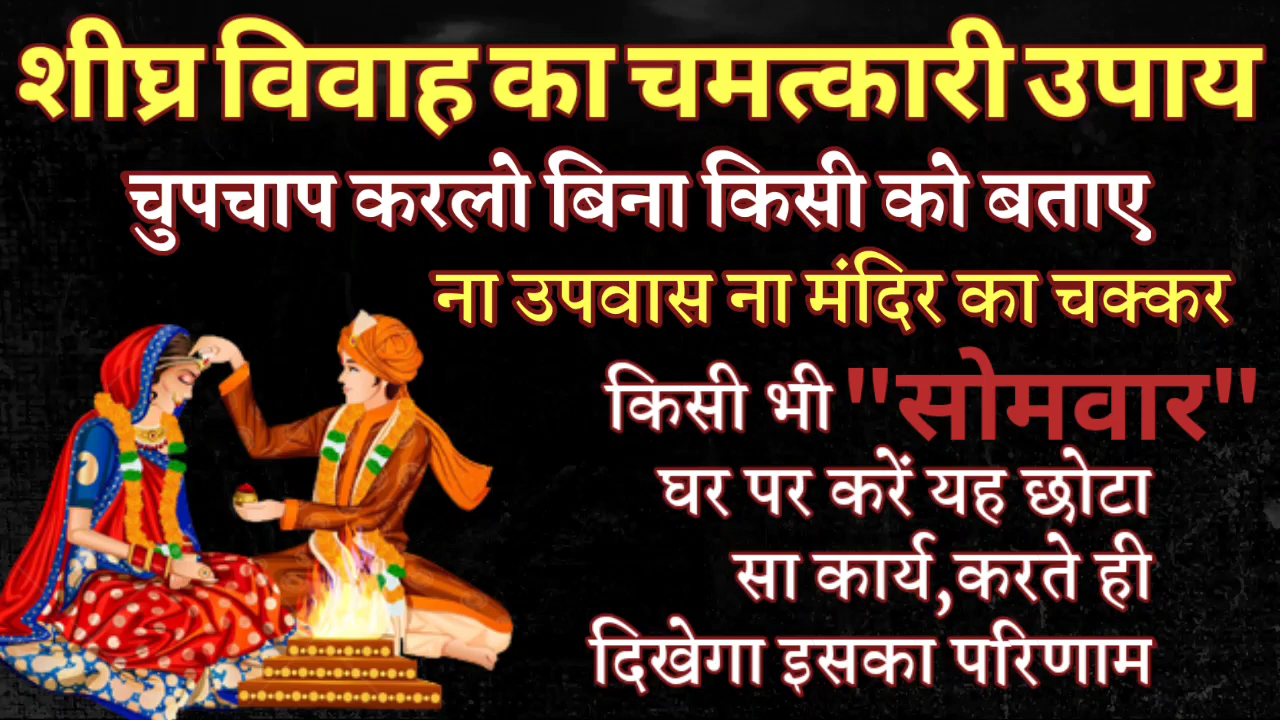 शीघ्र विवाह का चमत्कारी उपाय
चुपचाप करलो बिना किसी को बताए
ना उपवास ना मंदिर का चक्कर
किसी भी "सोमवार"
घर पर करें यह छोटा
सा कार्य,करते ही
दिखेगा इसका परिणाम